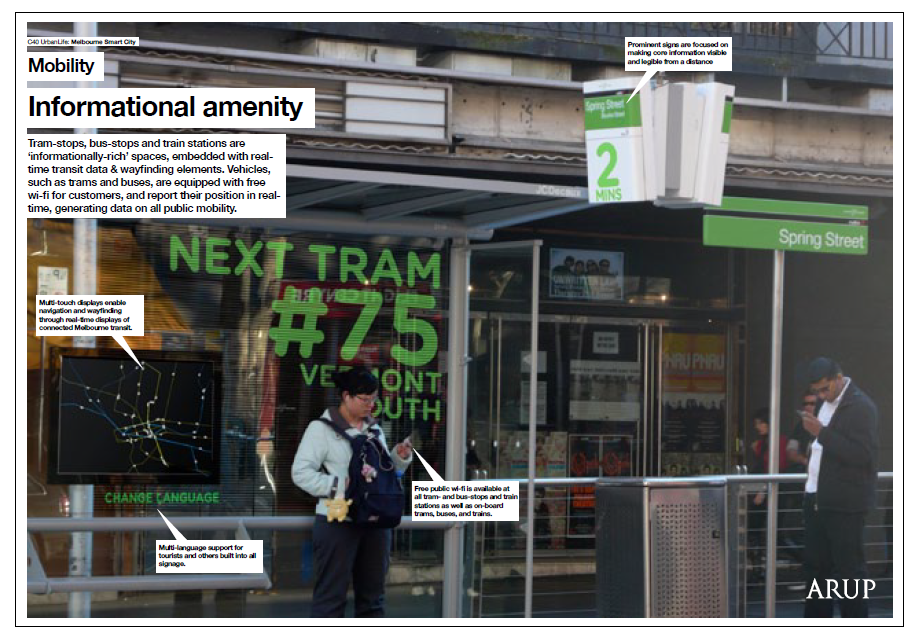 C40 UrbanLife: Melbourne Smart City
Mobility
Informational amenity
Tram-stops, bus-stops and train stations are
‘informationally-rich’ spaces, embedded with real-
time transit data & wayfinding elements. Vehicles,
such as trams and buses, are equipped with free
wi-fi for customers, and report their position in real-
time, generating data on all public mobility.
Prominent signs are focused on
making core information visible
and legible from a distance
Spring Street
2
MINS
JCDecaux
Spring Street
NEXT TRAM
#75
VERMONT
OUTH
Multi-touch displays enable
navigation and wayfinding
through real-time displays of
connected Melbourne transit.
CHANGE LANGUAGE
Free public wi-fi is available at
all tram- and bus-stops and train
stations as well as on-board
trams, buses, and trains.
Multi-language support for
tourists and others built into all
signage.
PNAU PNAU
ARUP